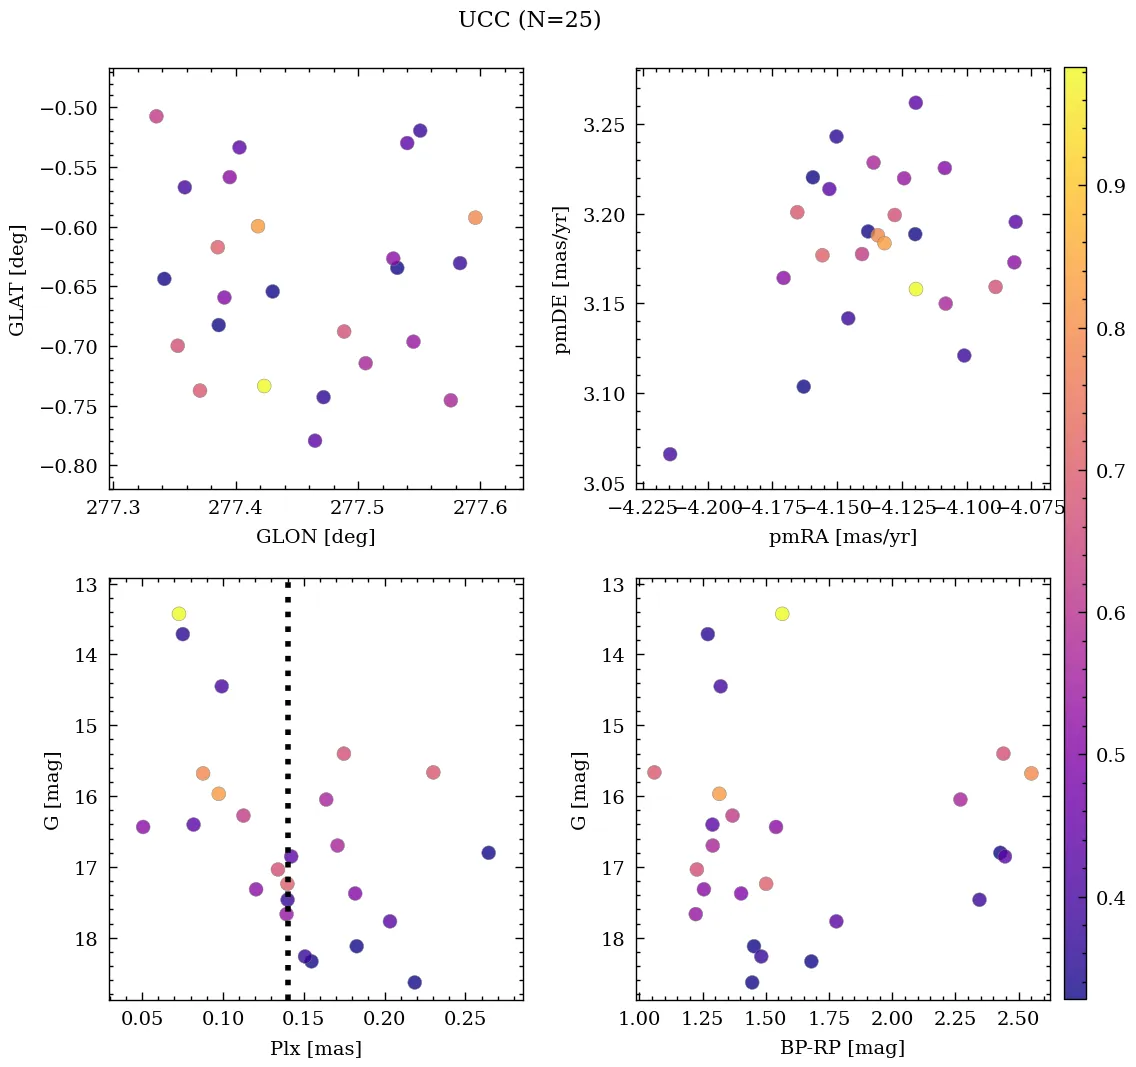 UCC (N=25)
GLAT [deg]
−0.50
−0.55
−0.60
−0.65
−0.70
−0.75
−0.80
277.3 277.4 277.5 277.6
GLON [deg]
pmDE [mas/yr]
3.25
3.20
3.15
3.10
3.05
−4.225 −4.200 −4.175 −4.150 −4.125 −4.100 −4.075
pmRA [mas/yr]
G [mag]
13
14
15
16
17
18
0.05 0.10 0.15 0.20 0.25
Plx [mas]
G [mag]
13
14
15
16
17
18
1.00 1.25 1.50 1.75 2.00 2.25 2.50
BP-RP [mag]
0.9
0.8
0.7
0.6
0.5
0.4